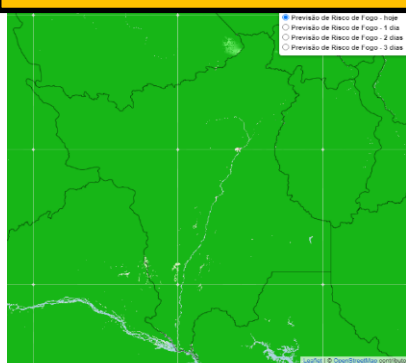 Previsão de Risco de Fogo - hoje
Previsão de Risco de Fogo - 1 dia
Previsão de Risco de Fogo - 2 dias
Previsão de Risco de Fogo - 3 dias
Leaflet | © OpenStreetMap contributo